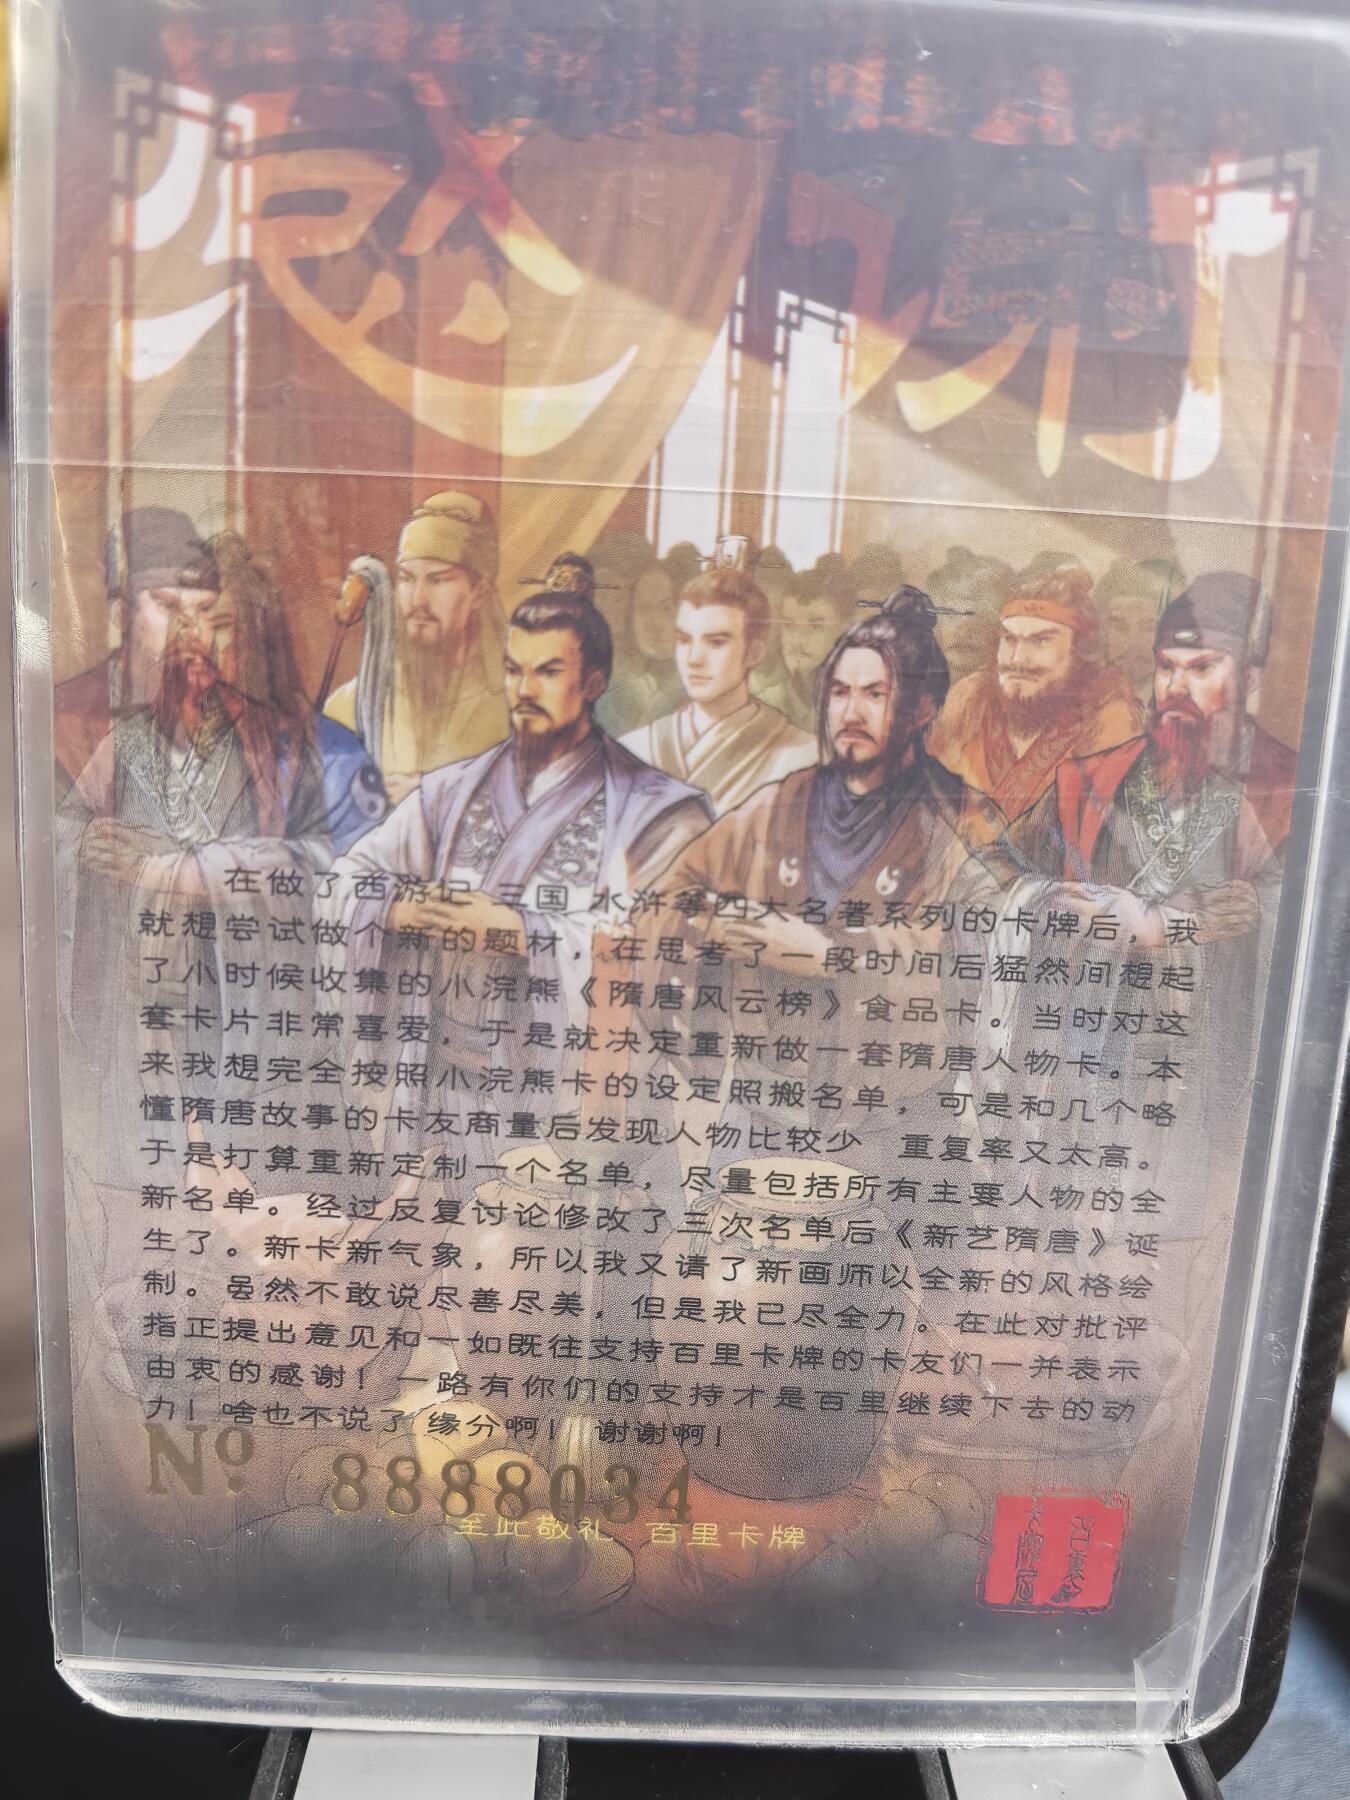 感谢
在做了西游记 三国 水浒等四大名著系列的卡牌后，我
就想尝试做个新的题材，在思考了一段时间后猛然间想起
了小时候收集的小浣熊《隋唐风云榜》食品卡。当时对这
套卡片非常喜爱，于是就决定重新做一套隋唐人物卡。本
来我想完全按照小浣熊卡的设定照搬名单，可是和几个略
懂隋唐故事的卡友商量后发现人物比较少 重复率又太高。
于是打算重新定制一个名单，尽量包括所有主要人物的全
新名单。经过反复讨论修改了三次名单后《新艺隋唐》诞
生了。新卡新气象，所以我又请了新画师以全新的风格绘
制。虽然不敢说尽善尽美，但是我已尽全力。在此对批评
指正提出意见和一如既往支持百里卡牌的卡友们一并表示
由衷的感谢！一路有你们的支持才是百里继续下去的动
力！啥也不说了 缘分啊！ 谢谢啊！
Nº 8888034
至此敬礼 百里卡牌